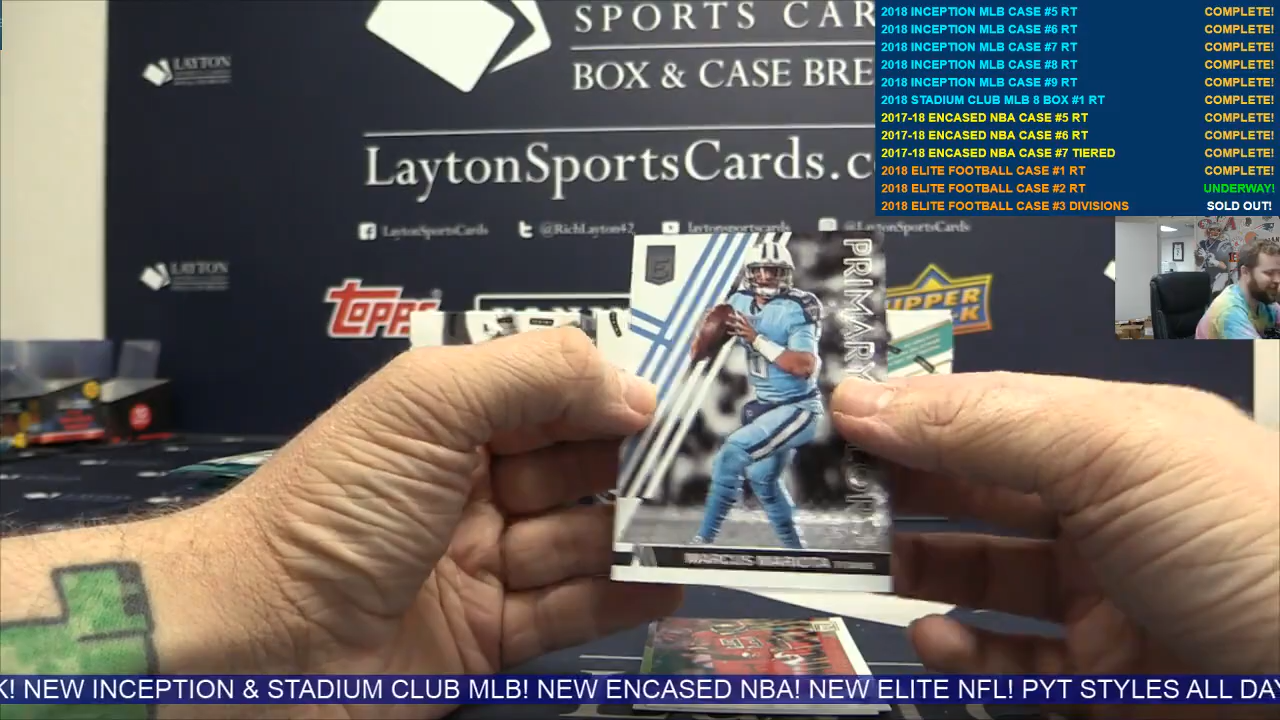 SPORTS CAR
BOX & CASE BRE
LaytonSportsCards.c
LAYTON
LaytonSportsCards
@RichLayton42
Laytonsportscards
LaytonSportsCards
LAYTON
TOPPS
UPPER
PRIMARY
MARCUS MARIOTA
2018 INCEPTION MLB CASE #5 RT COMPLETE!
2018 INCEPTION MLB CASE #6 RT COMPLETE!
2018 INCEPTION MLB CASE #7 RT COMPLETE!
2018 INCEPTION MLB CASE #8 RT COMPLETE!
2018 INCEPTION MLB CASE #9 RT COMPLETE!
2018 STADIUM CLUB MLB 8 BOX #1 RT COMPLETE!
2017-18 ENCASED NBA CASE #5 RT COMPLETE!
2017-18 ENCASED NBA CASE #6 RT COMPLETE!
2017-18 ENCASED NBA CASE #7 TIERED COMPLETE!
2018 ELITE FOOTBALL CASE #1 RT COMPLETE!
2018 ELITE FOOTBALL CASE #2 RT UNDERWAY!
2018 ELITE FOOTBALL CASE #3 DIVISIONS SOLD OUT!
K! NEW INCEPTION & STADIUM CLUB MLB! NEW ENCASED NBA! NEW ELITE NFL! PYT STYLES ALL DAY